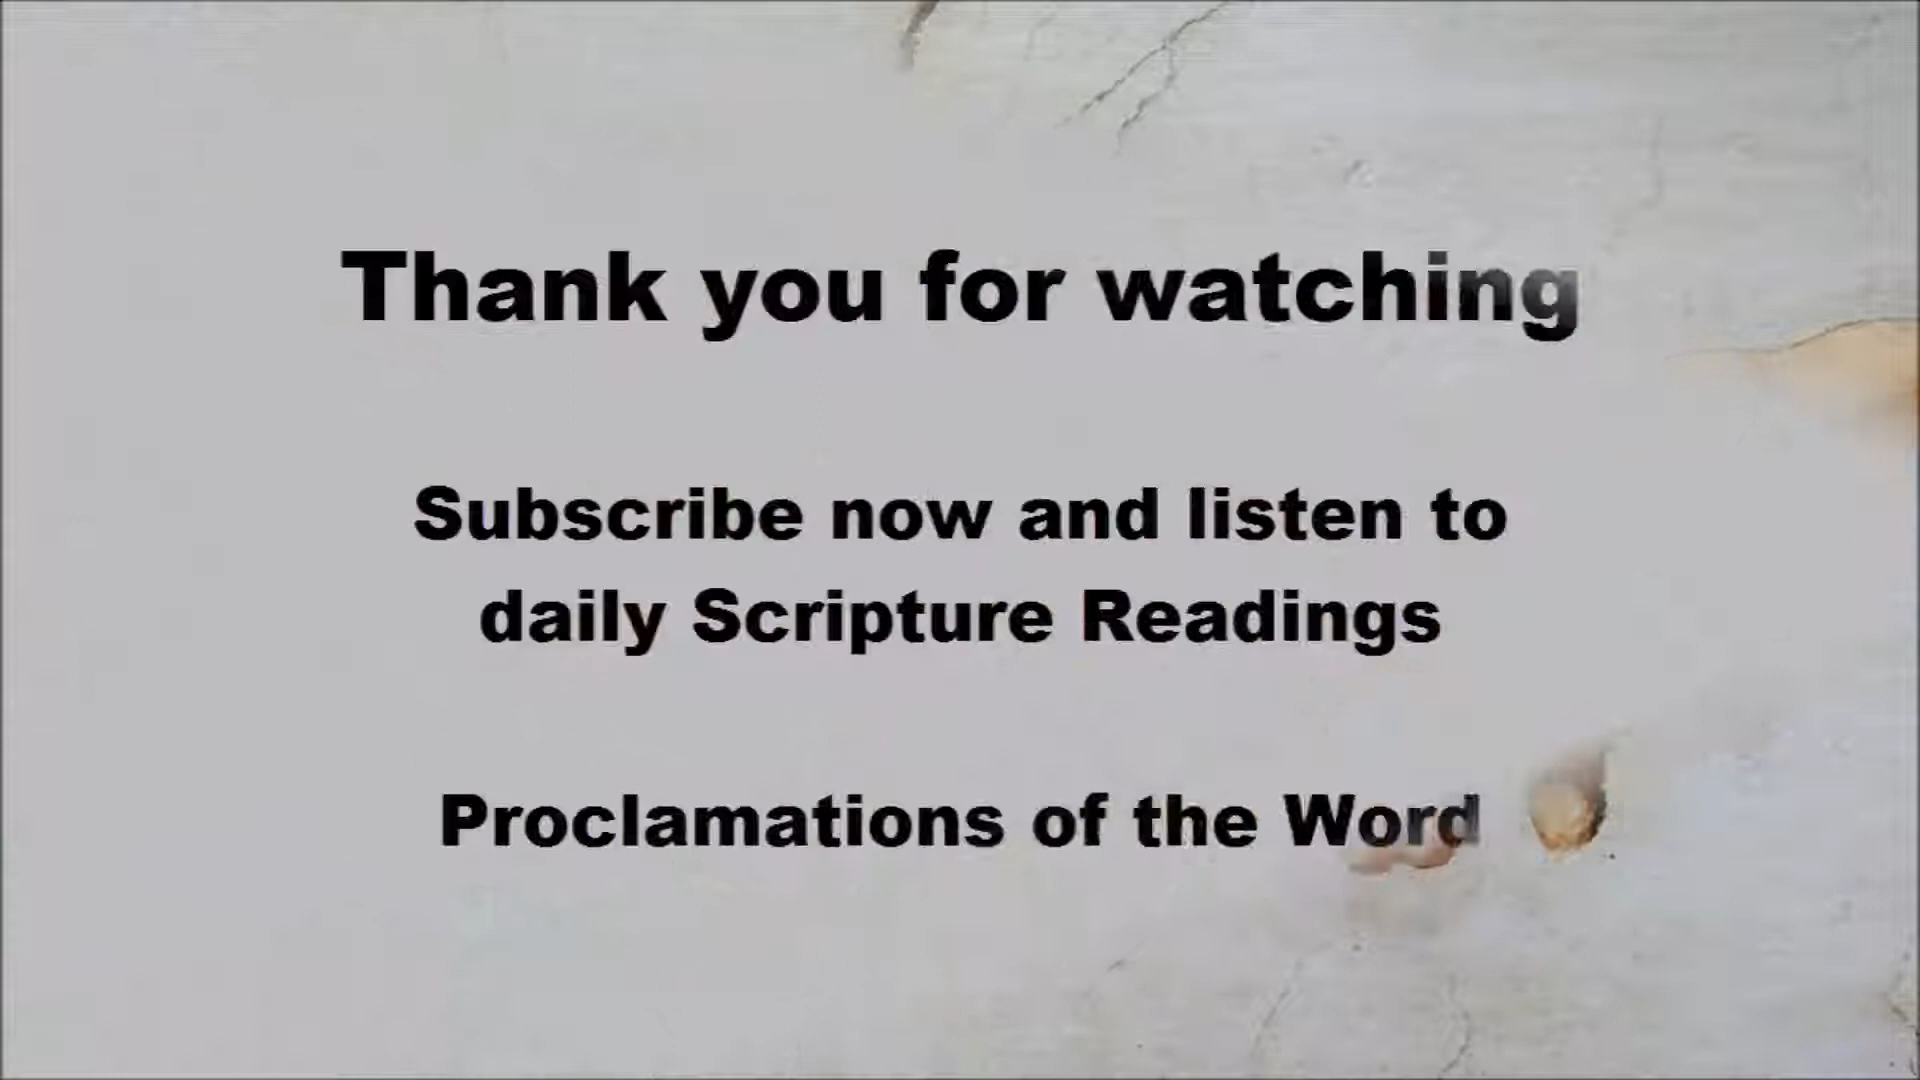 Thank you for watching
Subscribe now and listen to
daily Scripture Readings
Proclamations of the Word